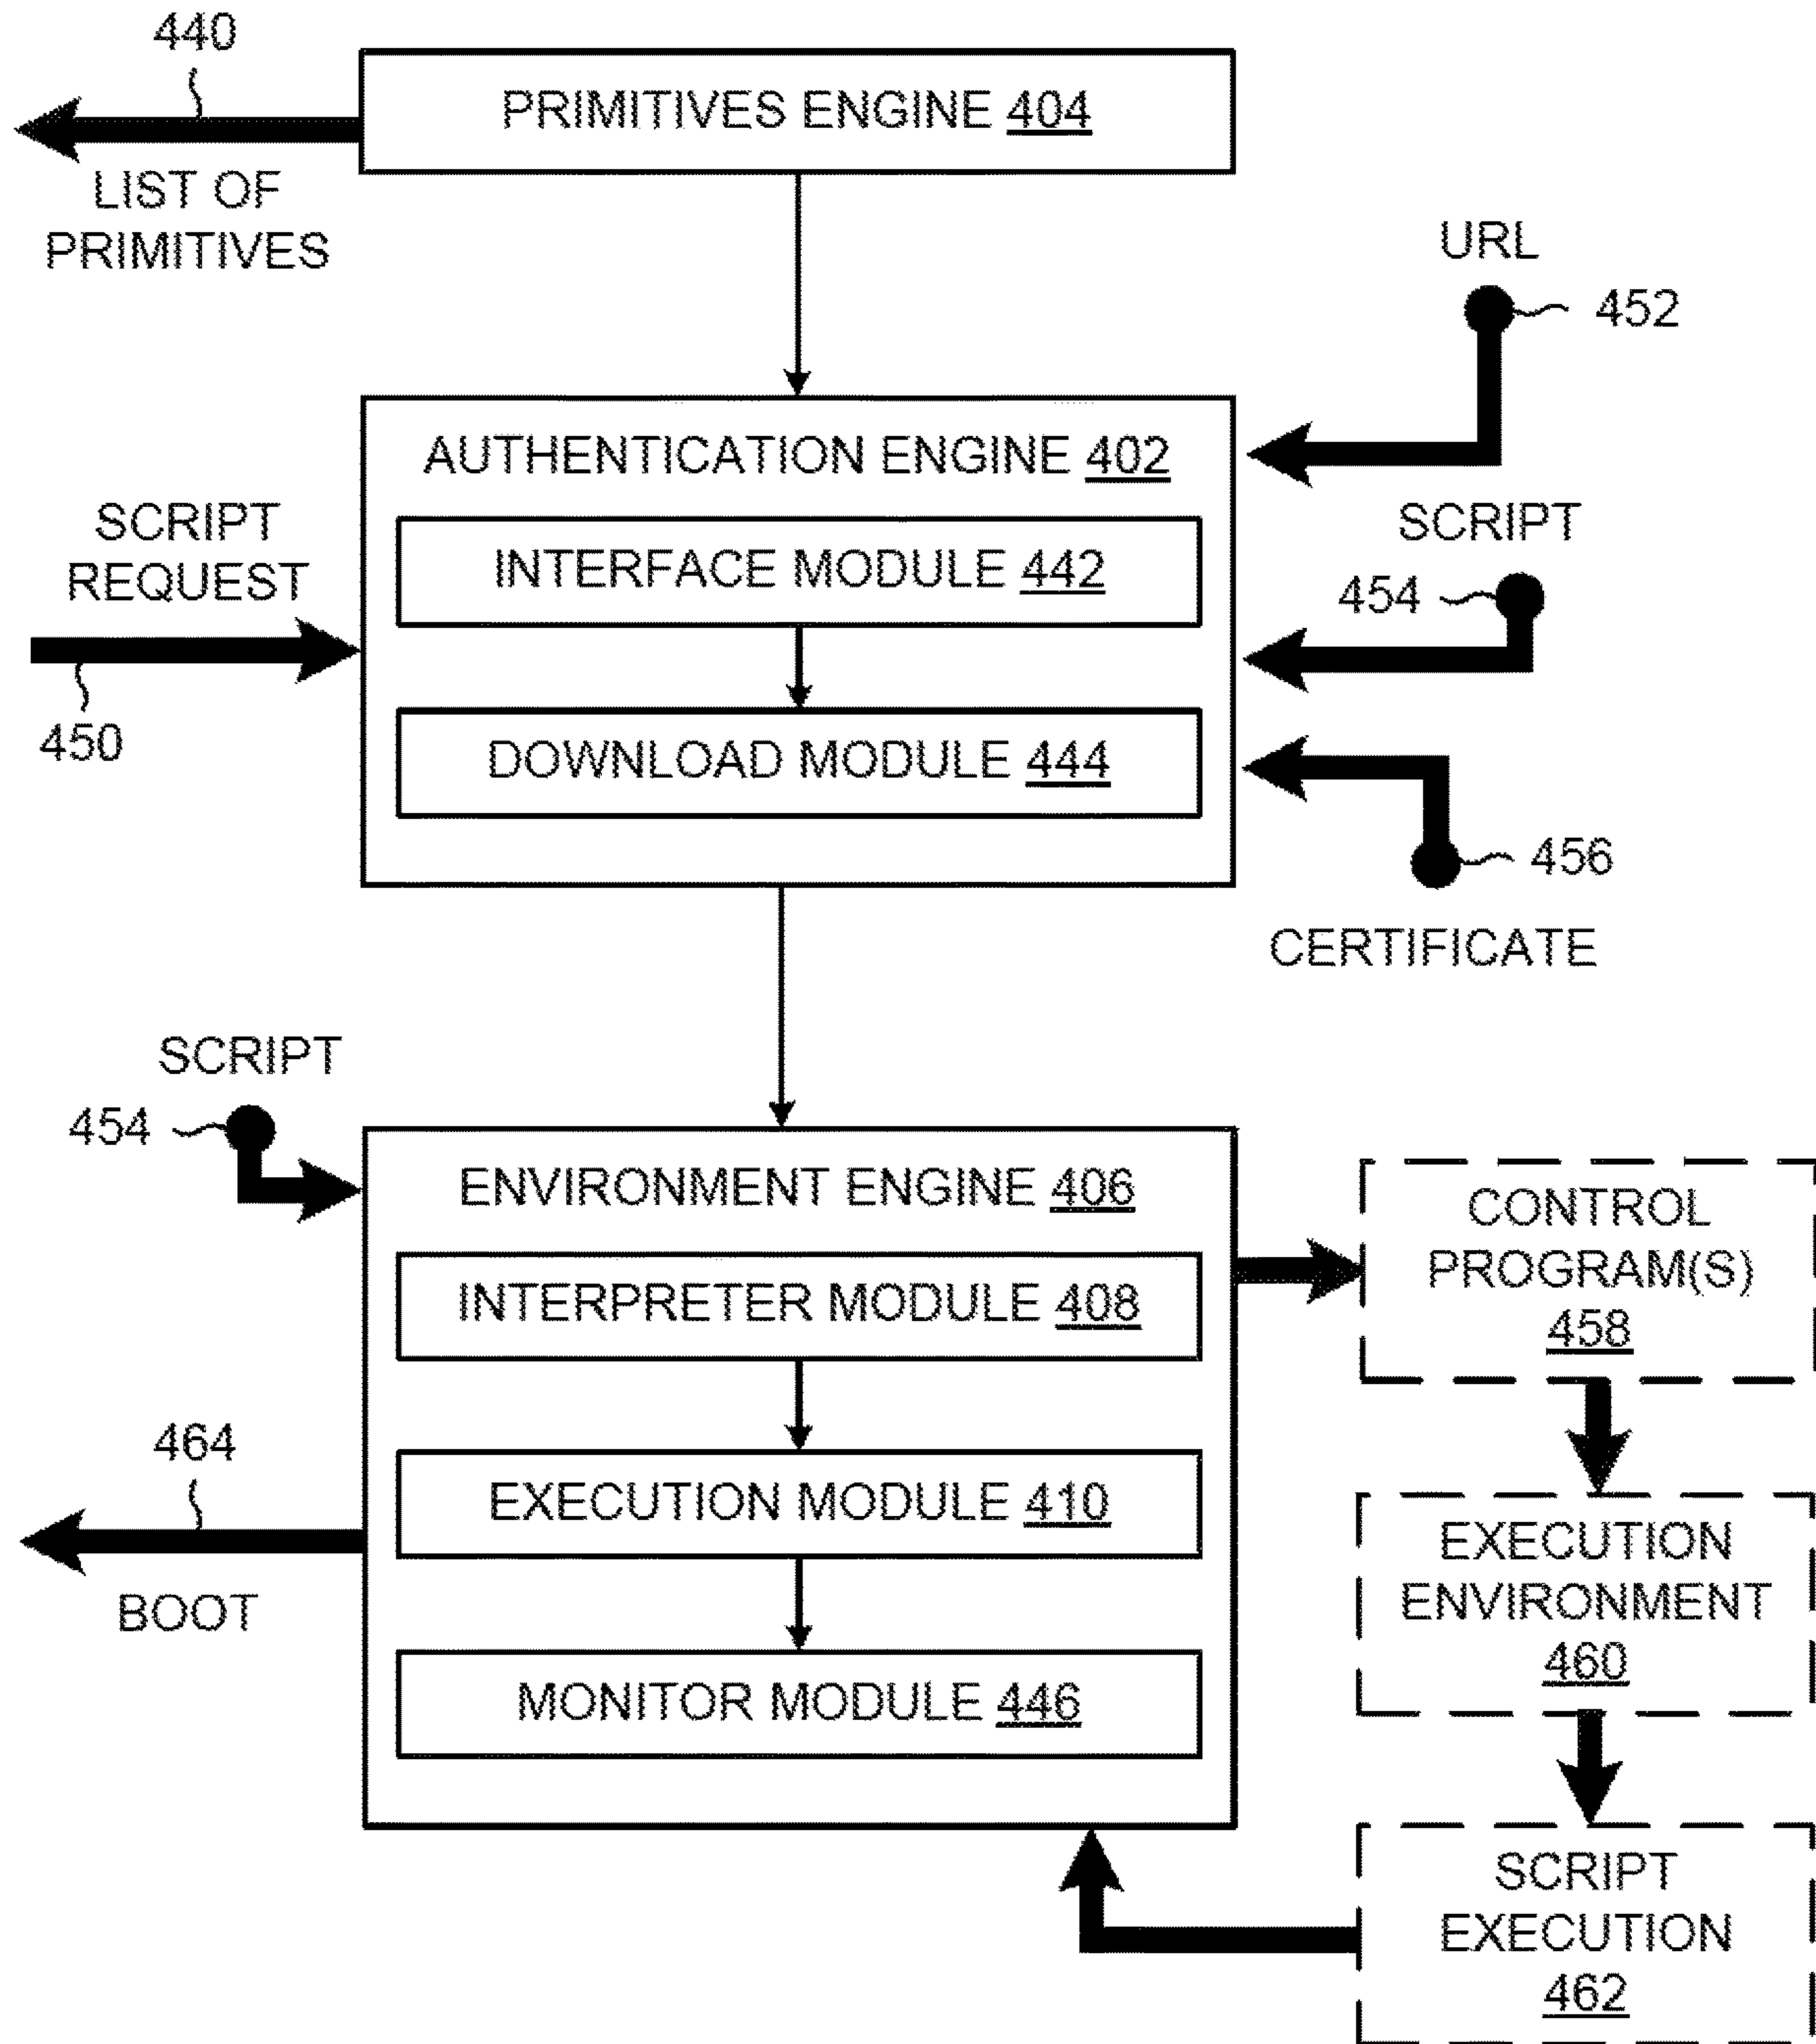 440
PRIMITIVES ENGINE 404
LIST OF
PRIMITIVES
URL
452
AUTHENTICATION ENGINE 402
SCRIPT
REQUEST
450
INTERFACE MODULE 442
DOWNLOAD MODULE 444
SCRIPT
454
456
CERTIFICATE
SCRIPT
454
ENVIRONMENT ENGINE 406
INTERPRETER MODULE 408
EXECUTION MODULE 410
MONITOR MODULE 446
464
BOOT
CONTROL
PROGRAM(S)
458
EXECUTION
ENVIRONMENT
460
SCRIPT
EXECUTION
462